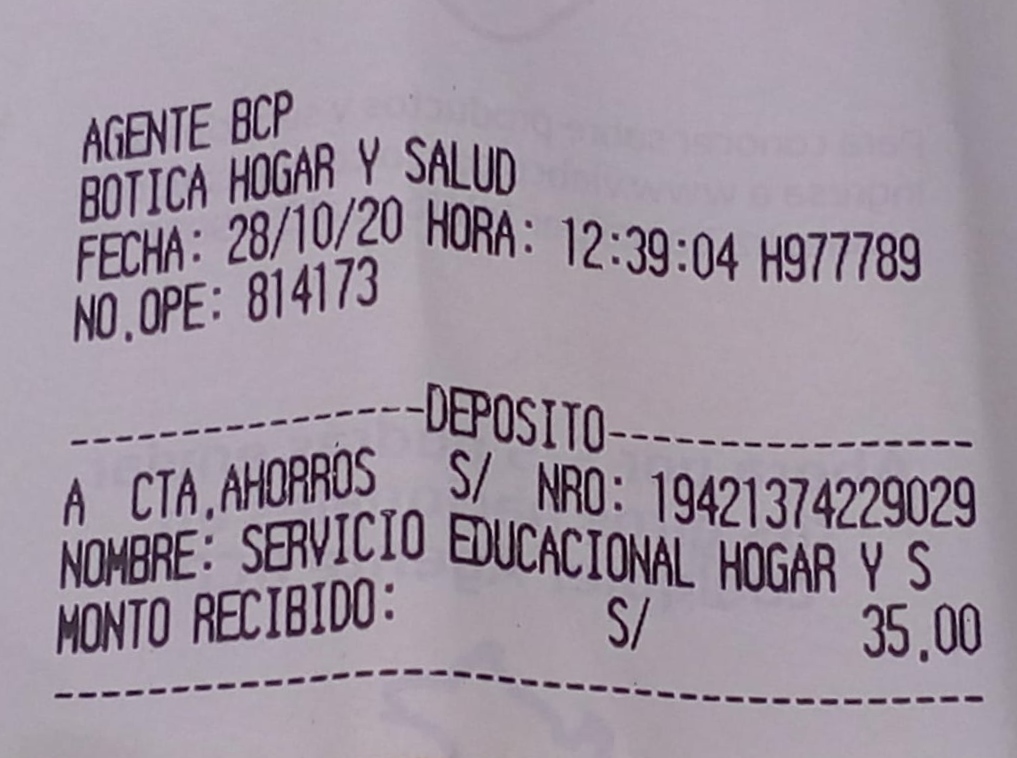 AGENTE BCP
BOTICA HOGAR Y SALUD
FECHA: 28/10/20 HORA: 12:39:04 H977789
NO.OPE: 814173
----------------DEPOSITO----------------
A CTA.AHORROS S/ NRO: 19421374229029
NOMBRE: SERVICIO EDUCACIONAL HOGAR Y S
MONTO RECIBIDO: S/ 35.00
----------------------------------------